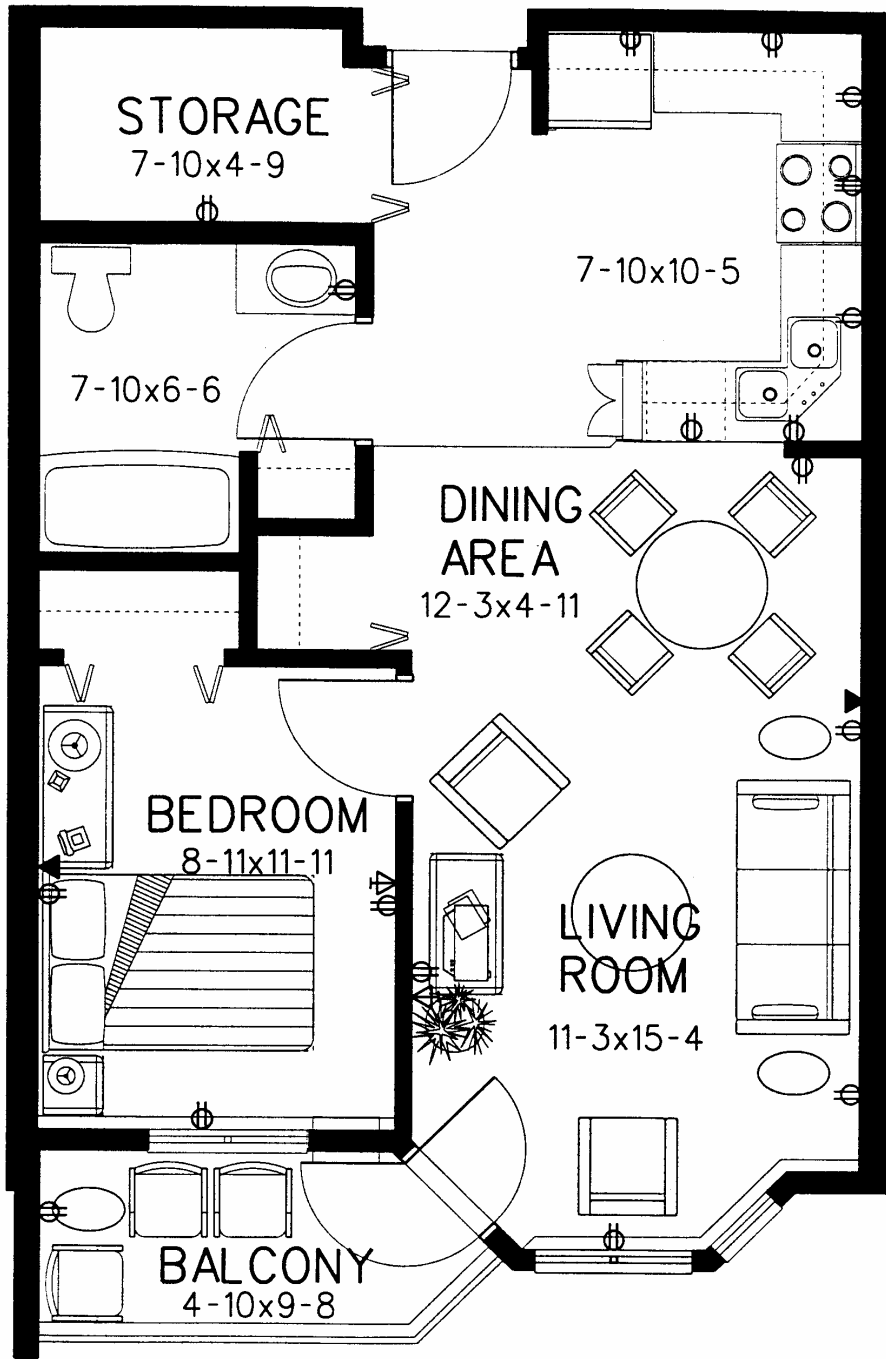 STORAGE
7-10x4-9
7-10x10-5
7-10x6-6
DINING
AREA
12-3x4-11
BEDROOM
8-11x11-11
LIVING
ROOM
11-3x15-4
BALCONY
4-10x9-8